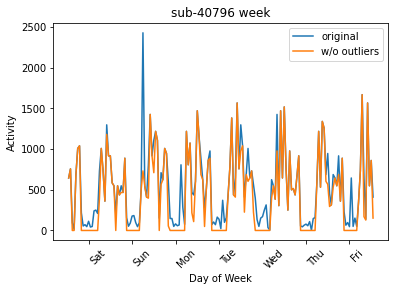 sub-40796 week
original
w/o outliers
2500
2000
1500
1000
500
0
Activity
Sat
Sun
Mon
Tue
Wed
Thu
Fri
Day of Week